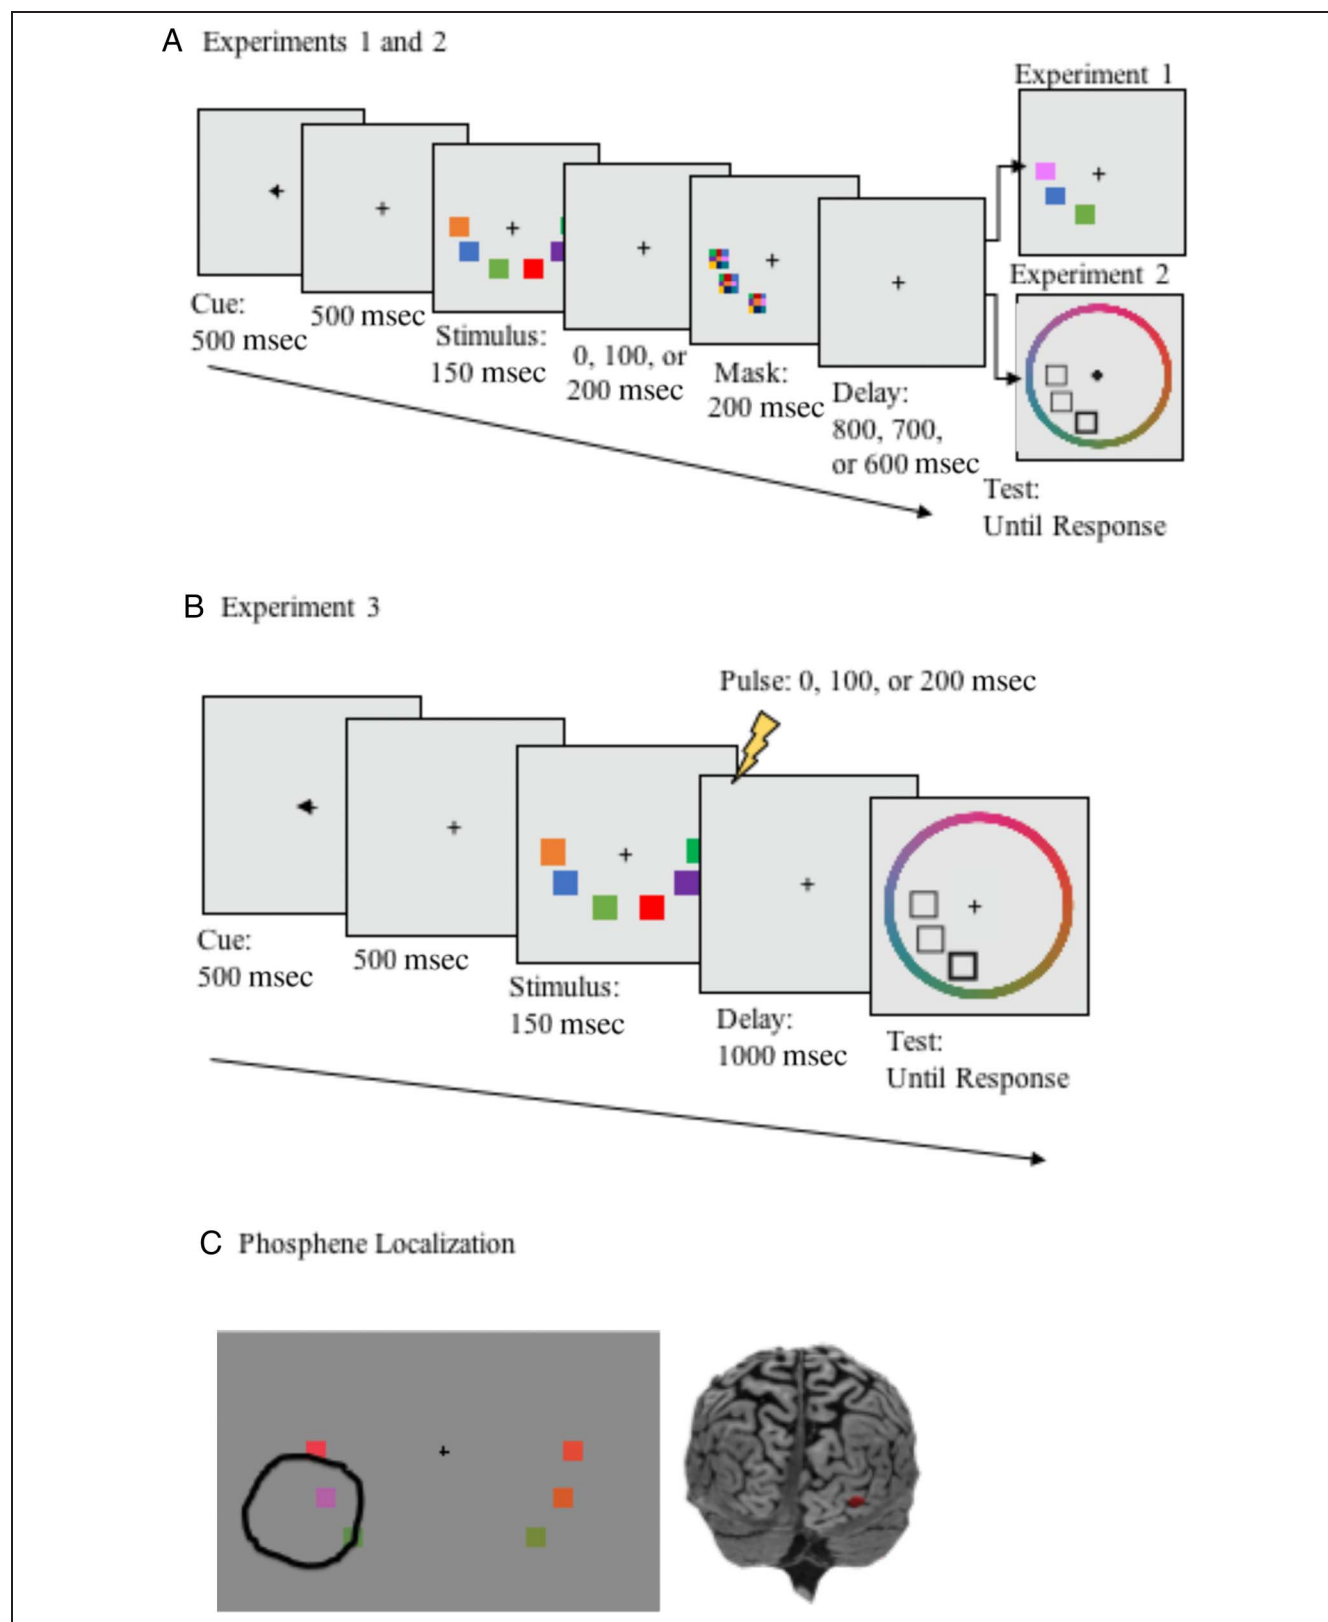 A Experiments 1 and 2
Experiment 1
Experiment 2
Cue:
500 msec
500 msec
Stimulus:
150 msec
0, 100, or
200 msec
Mask:
200 msec
Delay:
800, 700,
or 600 msec
Test:
Until Response
B Experiment 3
Pulse: 0, 100, or 200 msec
Cue:
500 msec
500 msec
Stimulus:
150 msec
Delay:
1000 msec
Test:
Until Response
C Phosphene Localization